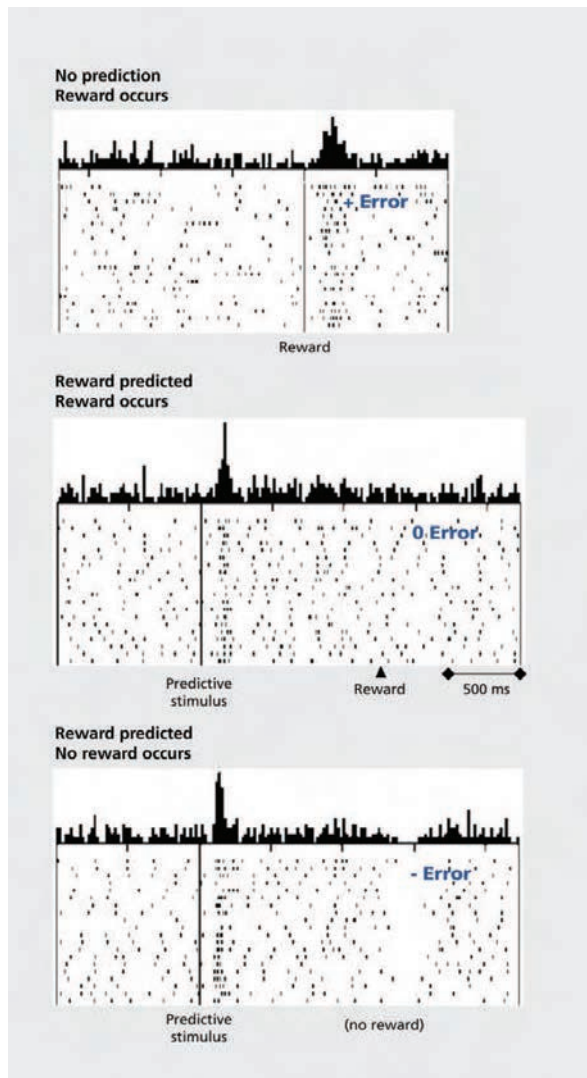 No prediction
Reward occurs
+ Error
Reward
Reward predicted
Reward occurs
0 Error
Predictive
stimulus
Reward
500 ms
Reward predicted
No reward occurs
- Error
Predictive
stimulus
(no reward)